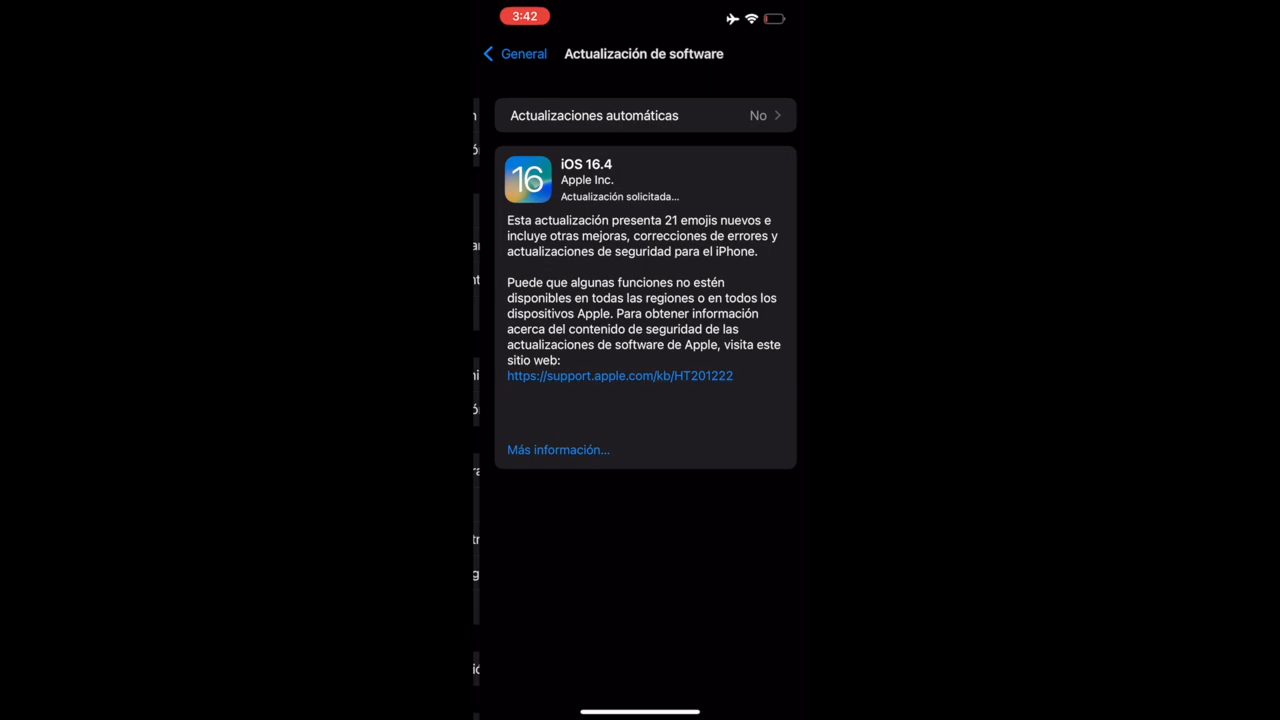 3:42
General
Actualización de software
Actualizaciones automáticas
No
16
iOS 16.4
Apple Inc.
Actualización solicitada...
Esta actualización presenta 21 emojis nuevos e
incluye otras mejoras, correcciones de errores y
actualizaciones de seguridad para el iPhone.
Puede que algunas funciones no estén
disponibles en todas las regiones o en todos los
dispositivos Apple. Para obtener información
acerca del contenido de seguridad de las
actualizaciones de software de Apple, visita este
sitio web:
https://support.apple.com/kb/HT201222
Más información...